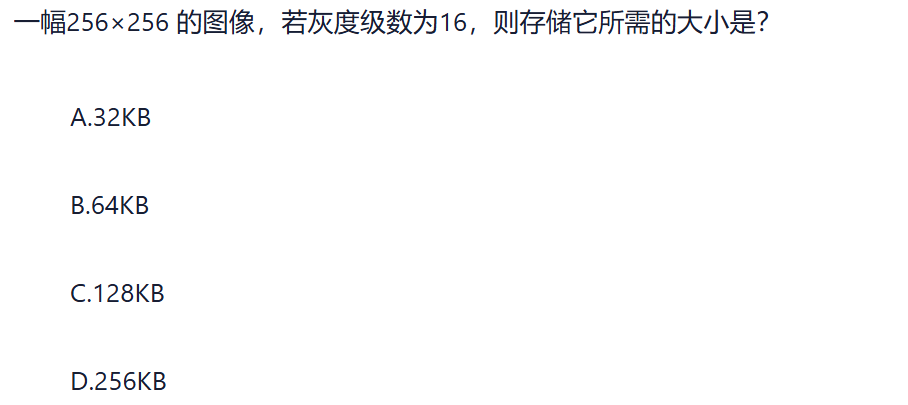 一幅256×256 的图像，若灰度级数为16，则存储它所需的大小是？
A.32KB
B.64KB
C.128KB
D.256KB